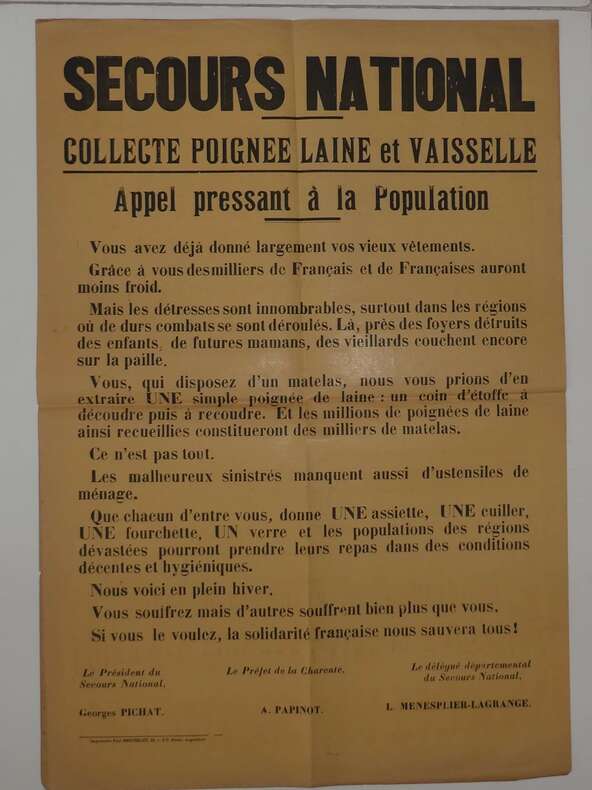 SECOURS NATIONAL
COLLECTE POIGNEE LAINE et VAISSELLE
Appel pressant à la Population
Vous avez déjà donné largement vos vieux vêtements.
Grâce à vous des milliers de Français et de Françaises auront
moins froid.
Mais les détresses sont innombrables, surtout dans les régions
où de durs combats se sont déroulés. Là, près des foyers détruits
des enfants, de futures mamans, des vieillards couchent encore
sur la paille.
Vous, qui disposez d'un matelas, nous vous prions d'en
extraire UNE simple poignée de laine : un coin d'étoffe à
découdre puis à recoudre. Et les millions de poignées de laine
ainsi recueillies constitueront des milliers de matelas.
Ce n'est pas tout.
Les malheureux sinistrés manquent aussi d'ustensiles de
ménage.
Que chacun d'entre vous, donne UNE assiette, UNE cuiller,
UNE fourchette, UN verre et les populations des régions
dévastées pourront prendre leurs repas dans des conditions
décentes et hygiéniques.
Nous voici en plein hiver.
Vous souffrez mais d'autres souffrent bien plus que vous.
Si vous le voulez, la solidarité française nous sauvera tous !
Le Président du Le Préfet de la Charente. Le délégué départemental
Secours National. du Secours National.
Georges PICHAT. A. PAPINOT. L. MENESPLIER-LAGRANGE.
Imprimerie